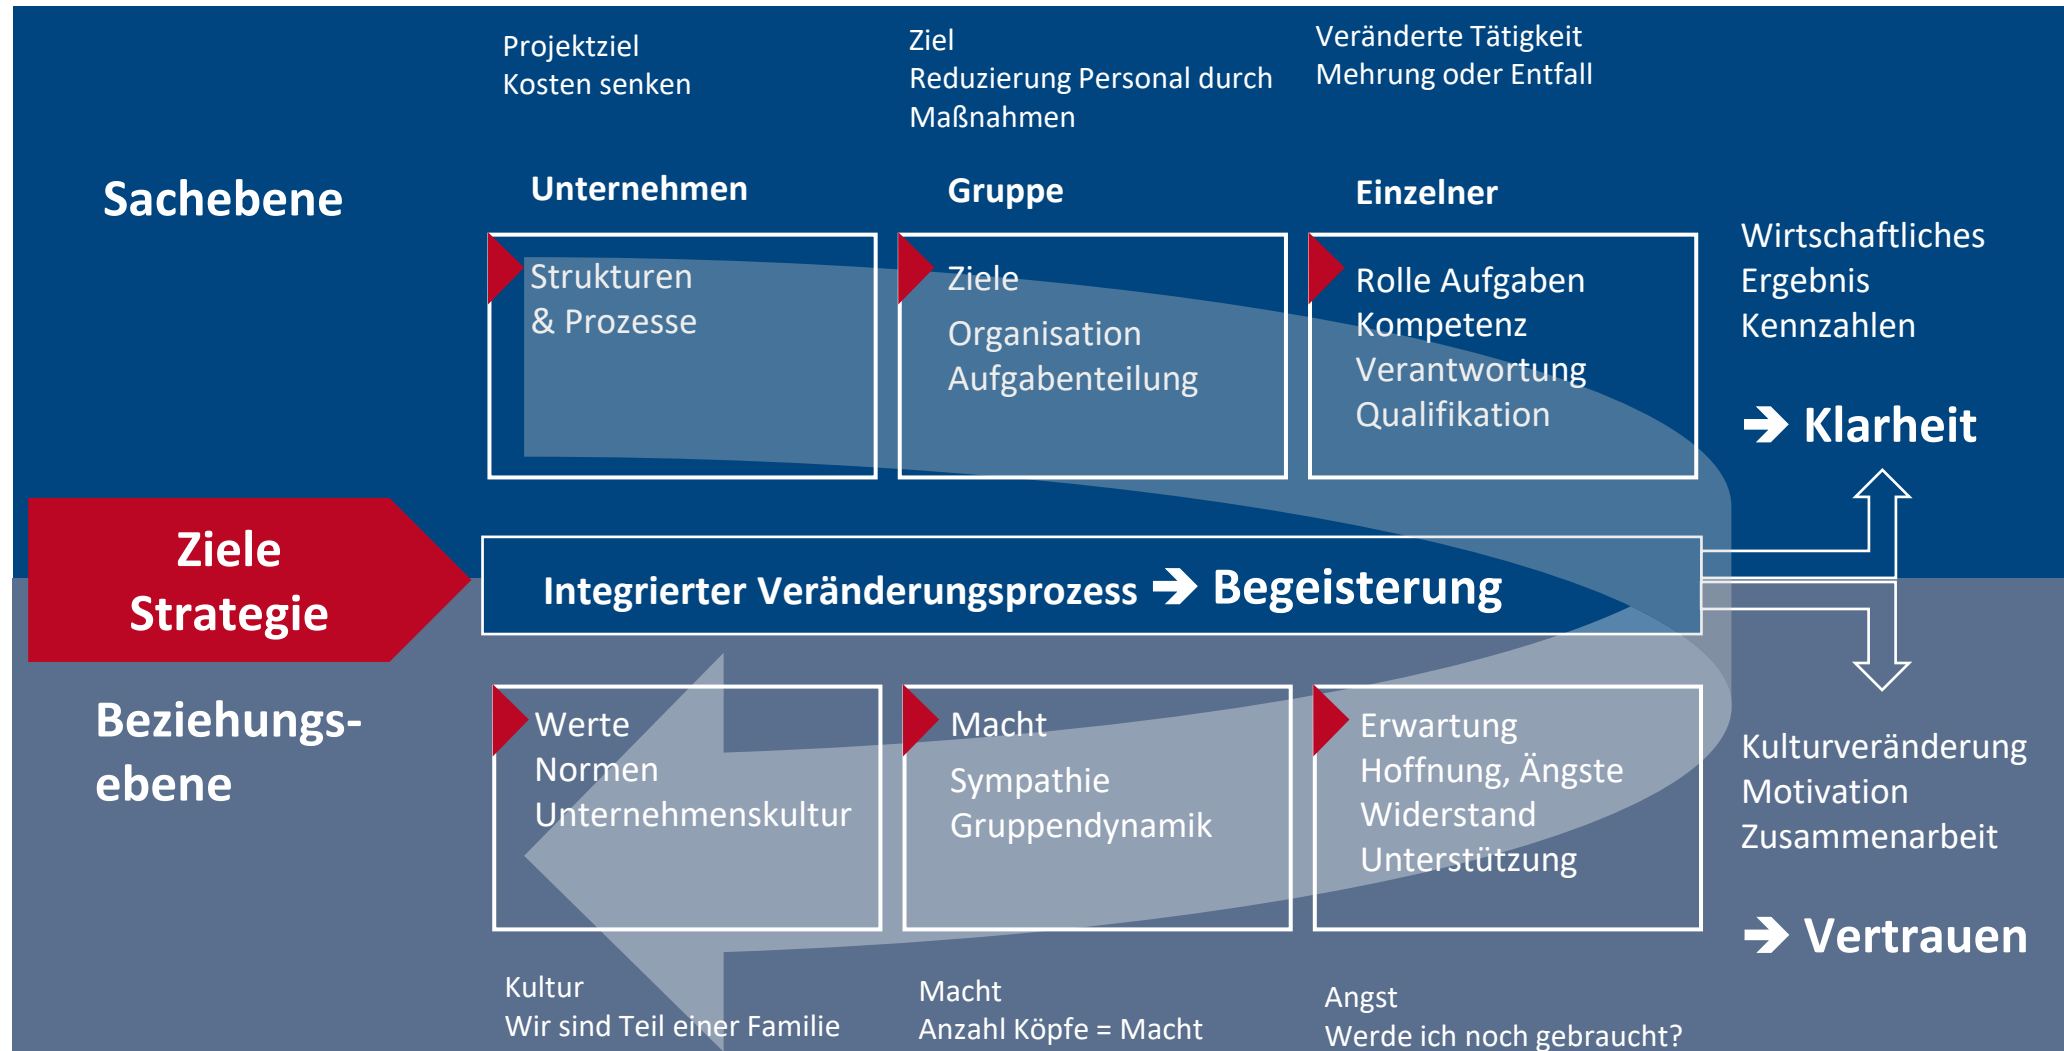 Projektziel
Kosten senken
Ziel
Reduzierung Personal durch
Maßnahmen
Veränderte Tätigkeit
Mehrung oder Entfall
Sachebene
Unternehmen
Gruppe
Einzelner
Strukturen
& Prozesse
Ziele
Organisation
Aufgabenteilung
Rolle Aufgaben
Kompetenz
Verantwortung
Qualifikation
Wirtschaftliches
Ergebnis
Kennzahlen
➔ Klarheit
Ziele
Strategie
Integrierter Veränderungsprozess ➔ Begeisterung
Beziehungs-
ebene
Werte
Normen
Unternehmenskultur
Macht
Sympathie
Gruppendynamik
Erwartung
Hoffnung, Ängste
Widerstand
Unterstützung
Kulturveränderung
Motivation
Zusammenarbeit
➔ Vertrauen
Kultur
Wir sind Teil einer Familie
Macht
Anzahl Köpfe = Macht
Angst
Werde ich noch gebraucht?